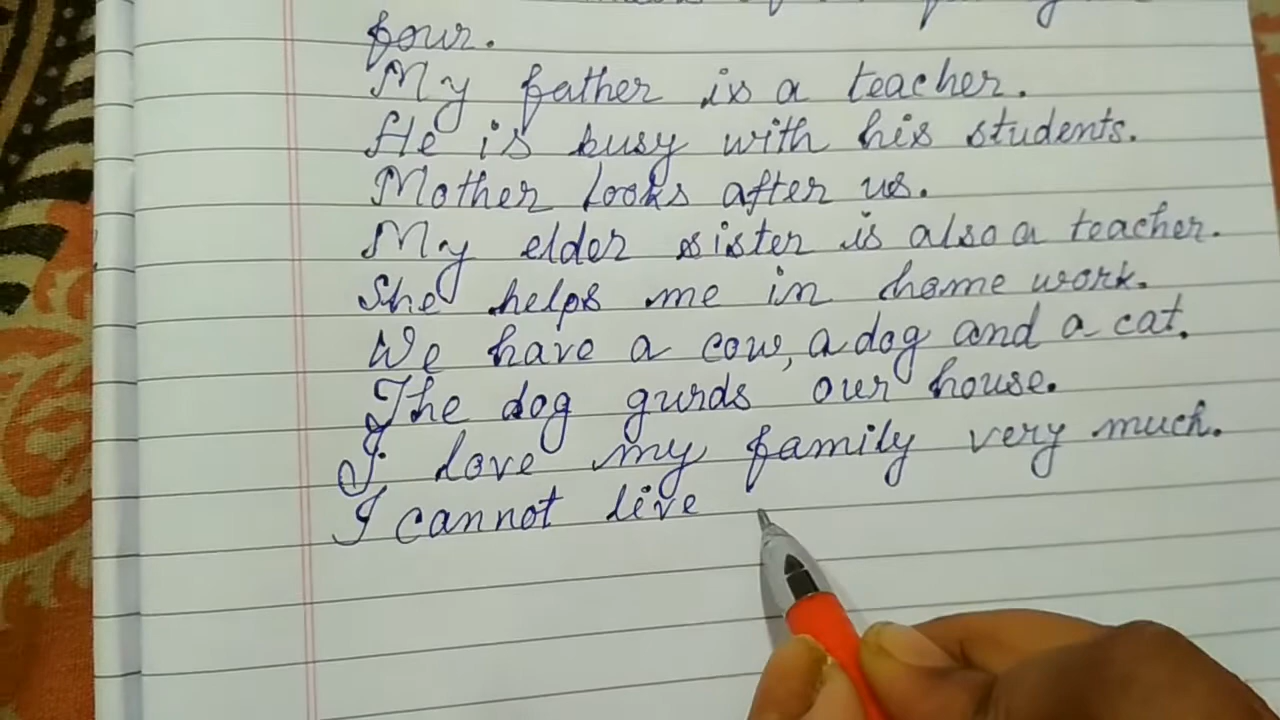 four.
My father is a teacher.
He is busy with his students.
Mother looks after us.
My elder sister is also a teacher.
She helps me in home work.
We have a cow, a dog and a cat.
The dog gurds our house.
I love my family very much.
I cannot live